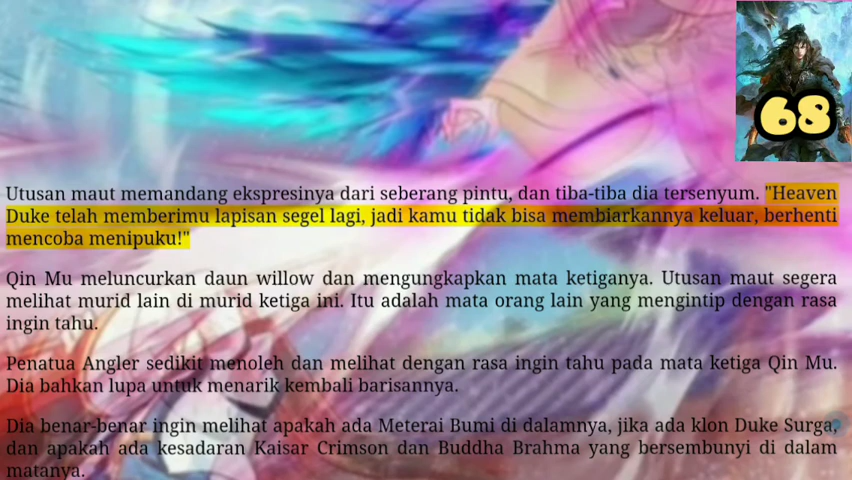 68
Utusan maut memandang ekspresinya dari seberang pintu, dan tiba-tiba dia tersenyum. "Heaven
Duke telah memberimu lapisan segel lagi, jadi kamu tidak bisa membiarkannya keluar, berhenti
mencoba menipuku!"
Qin Mu meluncurkan daun willow dan mengungkapkan mata ketiganya. Utusan maut segera
melihat murid lain di murid ketiga ini. Itu adalah mata orang lain yang mengintip dengan rasa
ingin tahu.
Penatua Angler sedikit menoleh dan melihat dengan rasa ingin tahu pada mata ketiga Qin Mu.
Dia bahkan lupa untuk menarik kembali barisannya.
Dia benar-benar ingin melihat apakah ada Meterai Bumi di dalamnya, jika ada klon Duke Surga,
dan apakah ada kesadaran Kaisar Crimson dan Buddha Brahma yang bersembunyi di dalam
matanya.